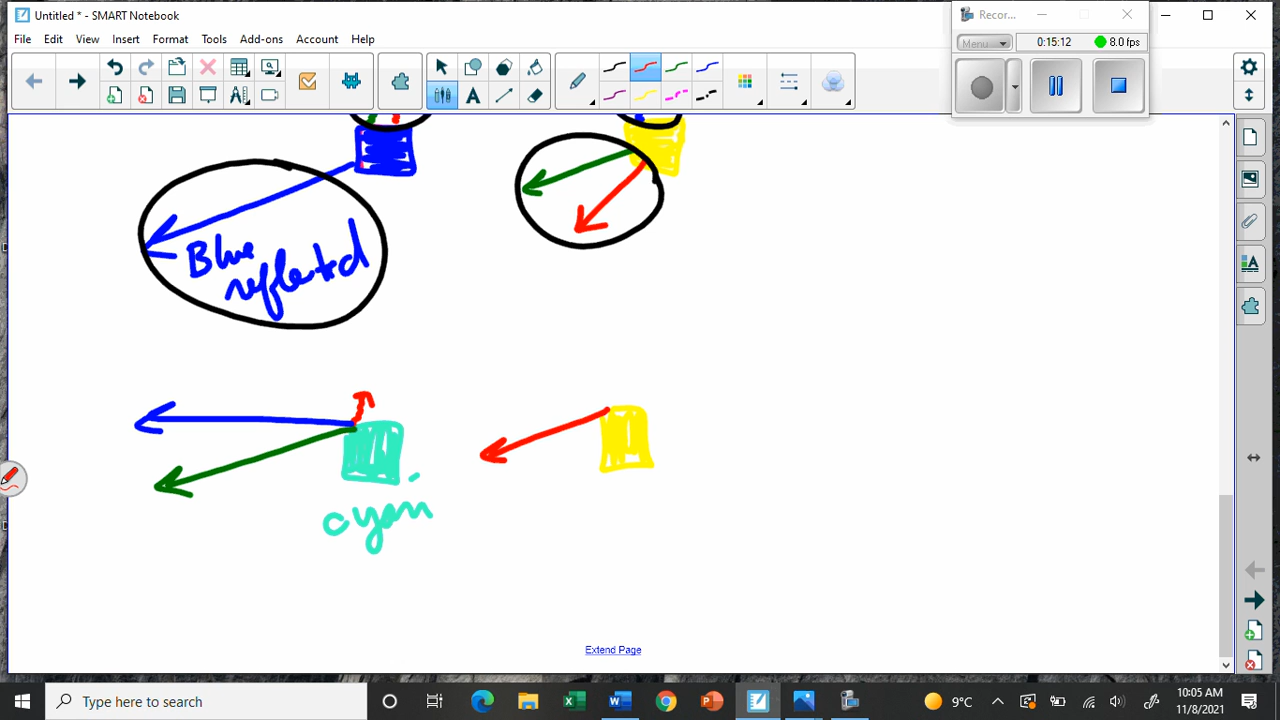 Untitled * - SMART Notebook
Recor...
File Edit View Insert Format Tools Add-ons Account Help
Menu
0:15:12
8.0 fps
Blue
reflected
cyan
Extend Page
Type here to search
9°C
10:05 AM
11/8/2021